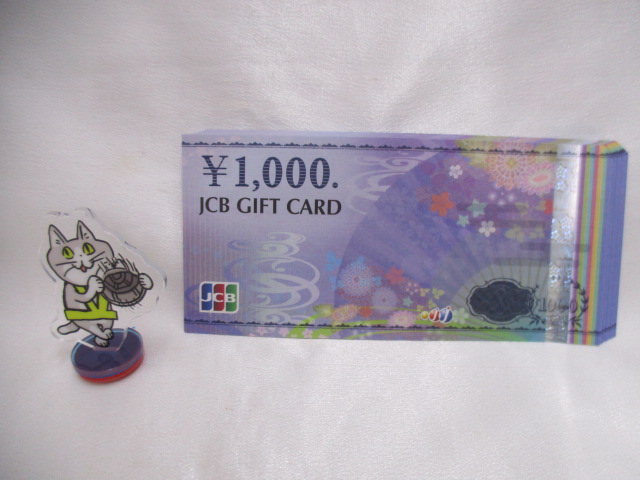 ¥1,000.
JCB GIFT CARD
JCB